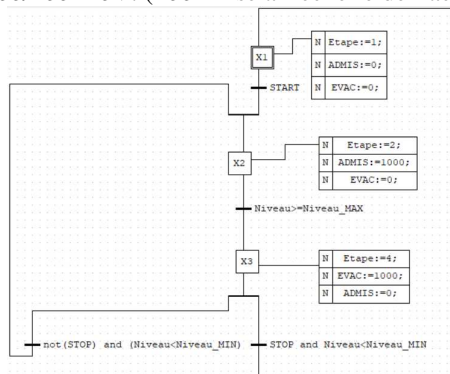 X1
N Etape:=1;
N ADMIS:=0;
N EVAC:=0;
START
X2
N Etape:=2;
N ADMIS:=1000;
N EVAC:=0;
Niveau>=Niveau_MAX
X3
N Etape:=4;
N EVAC:=1000;
N ADMIS:=0;
not(STOP) and (Niveau<Niveau_MIN)
STOP and Niveau<Niveau_MIN